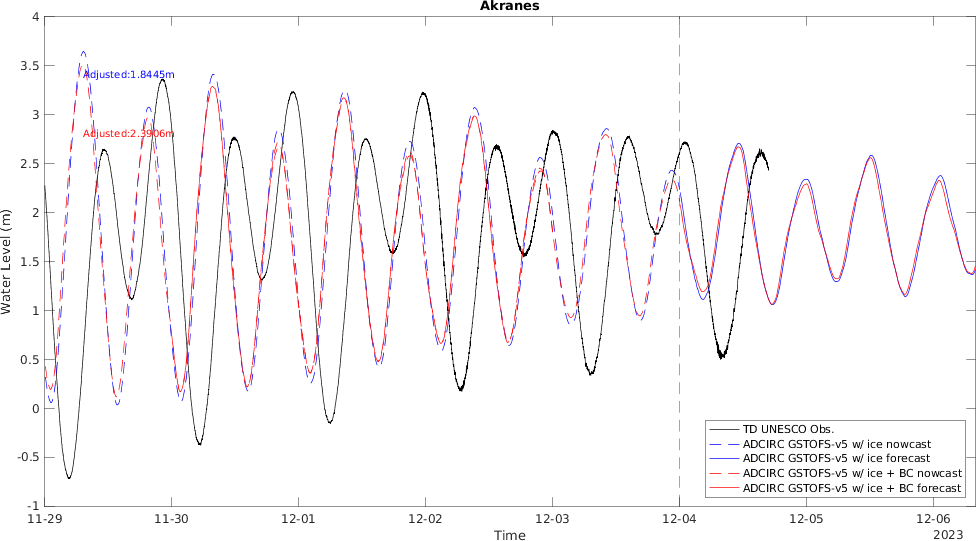 Akranes
Water Level (m)
4
3.5
3
2.5
2
1.5
1
0.5
0
-0.5
-1
Adjusted:1.8445m
Adjusted:2.3906m
TD UNESCO Obs.
ADCIRC GSTOFS-v5 w/ ice nowcast
ADCIRC GSTOFS-v5 w/ ice forecast
ADCIRC GSTOFS-v5 w/ ice + BC nowcast
ADCIRC GSTOFS-v5 w/ ice + BC forecast
11-29 11-30 12-01 12-02 12-03 12-04 12-05 12-06
Time
2023